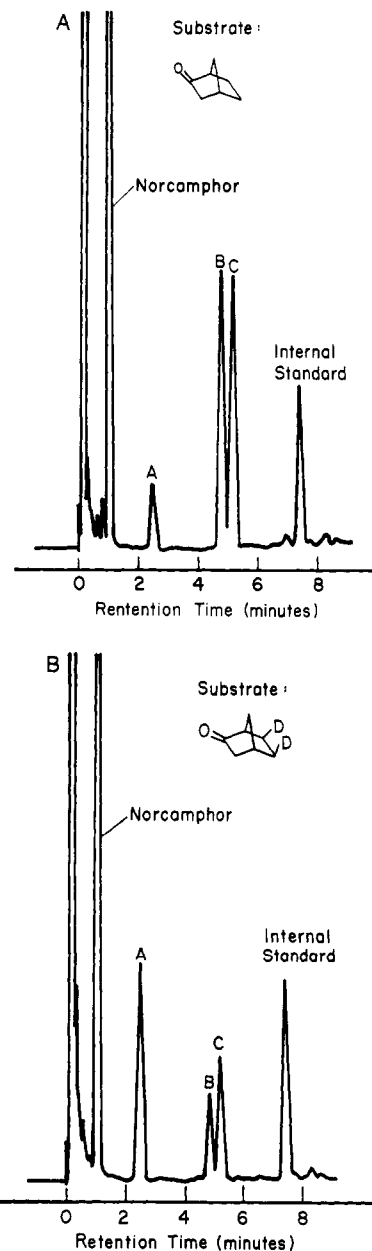 A
Substrate :
O
Norcamphor
B C
Internal
Standard
A
0 2 4 6 8
Rentention Time (minutes)
B
Substrate :
O
D
D
Norcamphor
A
Internal
Standard
C
B
0 2 4 6 8
Retention Time (minutes)